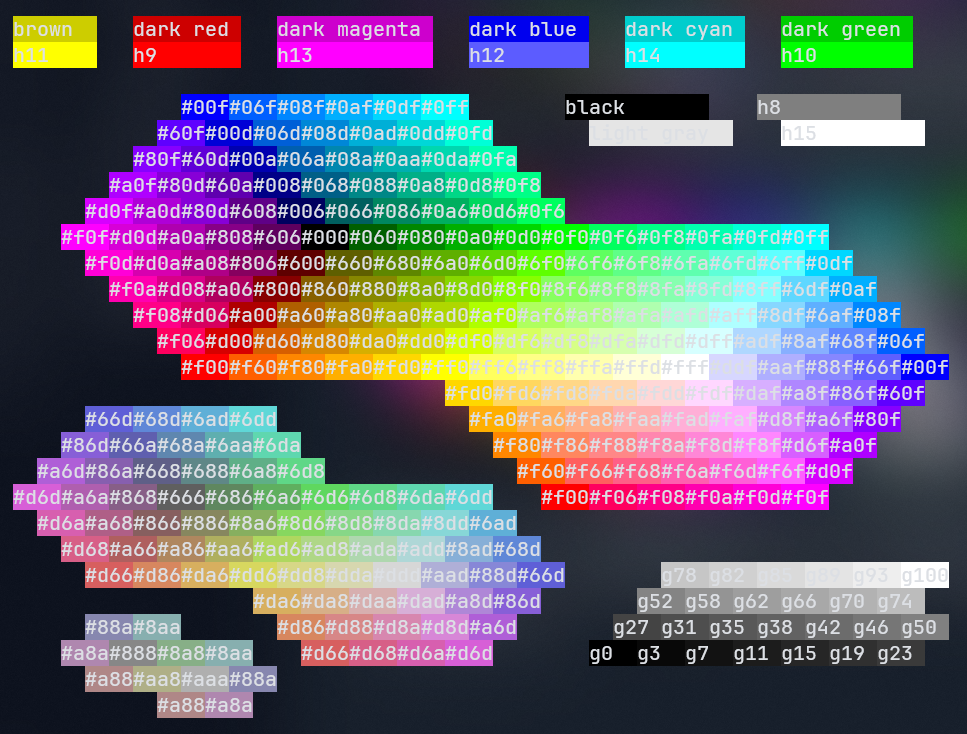 brown dark red dark magenta dark blue dark cyan dark green
h11 h9 h13 h12 h14 h10
#00f#06f#08f#0af#0df#0ff black h8
#60f#00d#06d#08d#0ad#0dd#0fd light gray h15
#80f#60d#00a#06a#08a#0aa#0da#0fa
#a0f#80d#60a#008#068#088#0a8#0d8#0f8
#d0f#a0d#80d#608#006#066#086#0a6#0d6#0f6
#f0f#d0d#a0a#808#606#000#060#080#0a0#0d0#0f0#0f6#0f8#0fa#0fd#0ff
#f0d#d0a#a08#806#600#660#680#6a0#6d0#6f0#6f6#6f8#6fa#6fd#6ff#0df
#f0a#d08#a06#800#860#880#8a0#8d0#8f0#8f6#8f8#8fa#8fd#8ff#6df#0af
#f08#d06#a00#a60#a80#aa0#ad0#af0#af6#af8#afa#afd#aff#8df#6af#08f
#f06#d00#d60#d80#da0#dd0#df0#df6#df8#dfa#dfd#dff#adf#8af#68f#06f
#f00#f60#f80#fa0#fd0#ff0#ff6#ff8#ffa#ffd#fff#ddf#aaf#88f#66f#00f
#fd0#fd6#fd8#fda#fdd#fdf#daf#a8f#86f#60f
#66d#68d#6ad#6dd #fa0#fa6#fa8#faa#fad#faf#d8f#a6f#80f
#86d#66a#68a#6aa#6da #f80#f86#f88#f8a#f8d#f8f#d6f#a0f
#a6d#86a#668#688#6a8#6d8 #f60#f66#f68#f6a#f6d#f6f#d0f
#d6d#a6a#868#666#686#6a6#6d6#6d8#6da#6dd #f00#f06#f08#f0a#f0d#f0f
#d6a#a68#866#886#8a6#8d6#8d8#8da#8dd#6ad
#d68#a66#a86#aa6#ad6#ad8#ada#add#8ad#68d
#d66#d86#da6#dd6#dd8#dda#ddd#aad#88d#66d g78 g82 g85 g89 g93 g100
#da6#da8#daa#dad#a8d#86d g52 g58 g62 g66 g70 g74
#88a#8aa #d86#d88#d8a#d8d#a6d g27 g31 g35 g38 g42 g46 g50
#a8a#888#8a8#8aa #d66#d68#d6a#d6d g0 g3 g7 g11 g15 g19 g23
#a88#aa8#aaa#88a
#a88#a8a